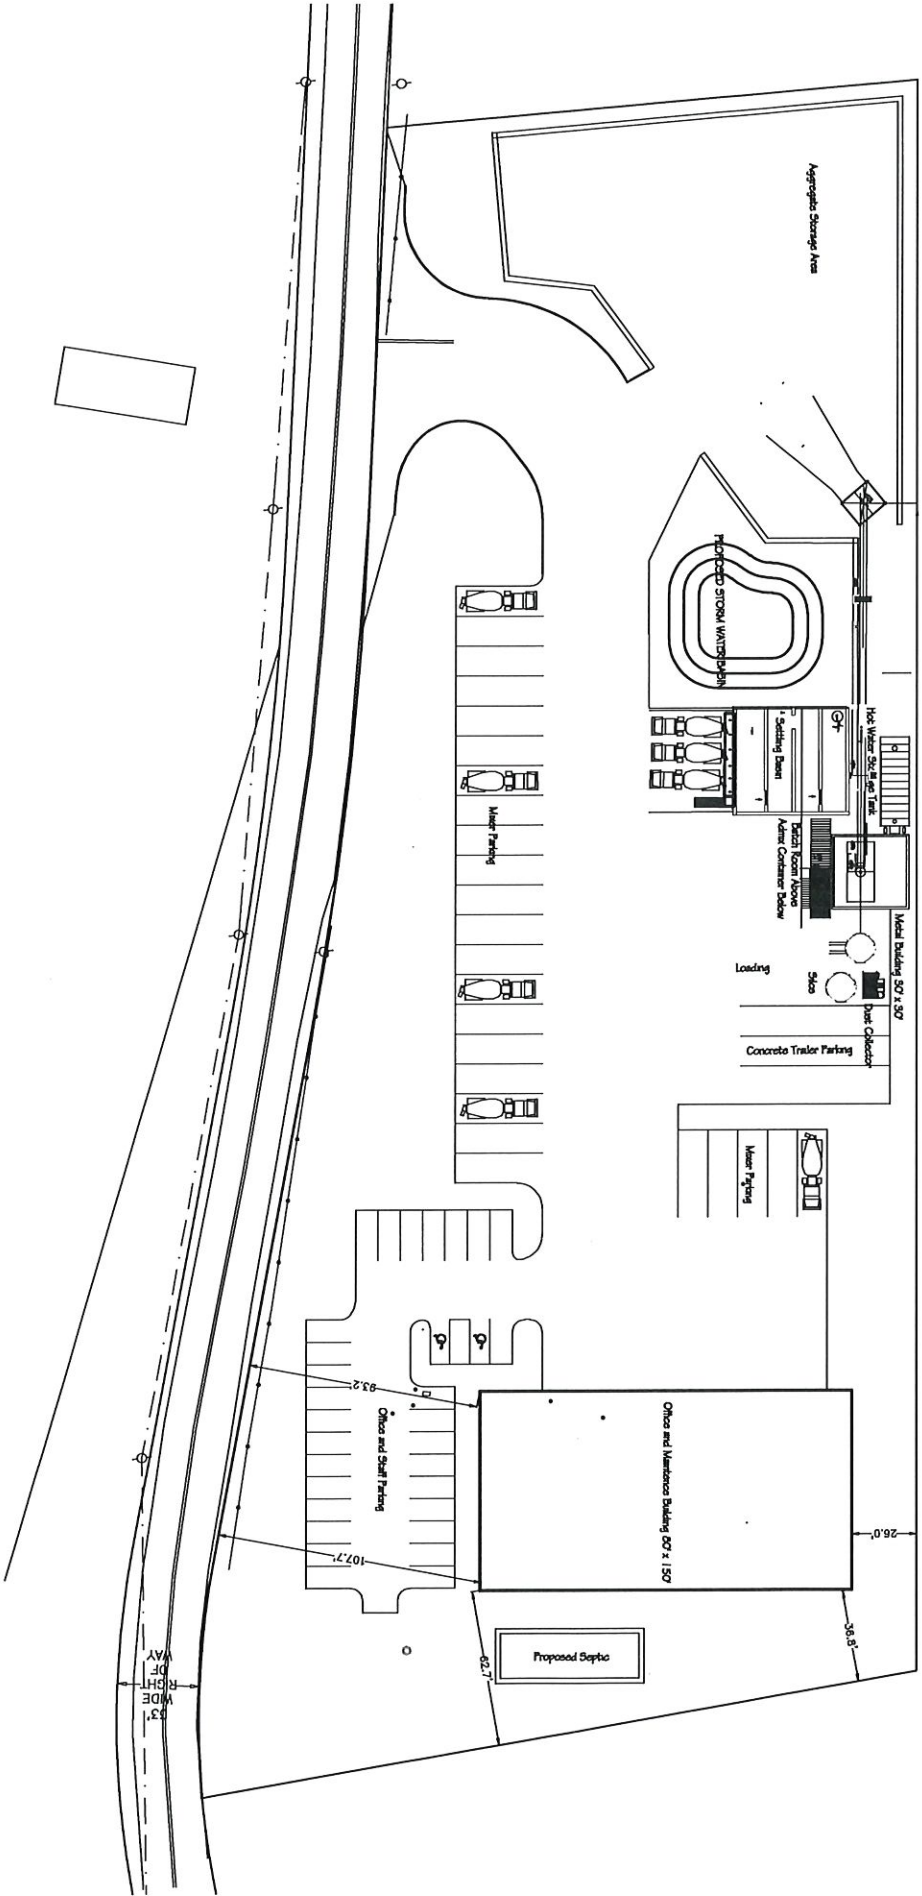 Aggregate Storage Area
PROPOSED STORM WATER BASIN
Hot Water Storage Tank
Settling Basin
Batch Room Above
Admix Container Below
Metal Building 30' x 30'
Mixer Parking
Loading
Silos
Dust Collector
Concrete Trailer Parking
Mixer Parking
93.2'
Office and Staff Parking
107.7'
Office and Maintence Building 80' x 150'
26.0'
36.8'
62.7'
Proposed Septic
33'
WIDE
RIGHT
OF
WAY